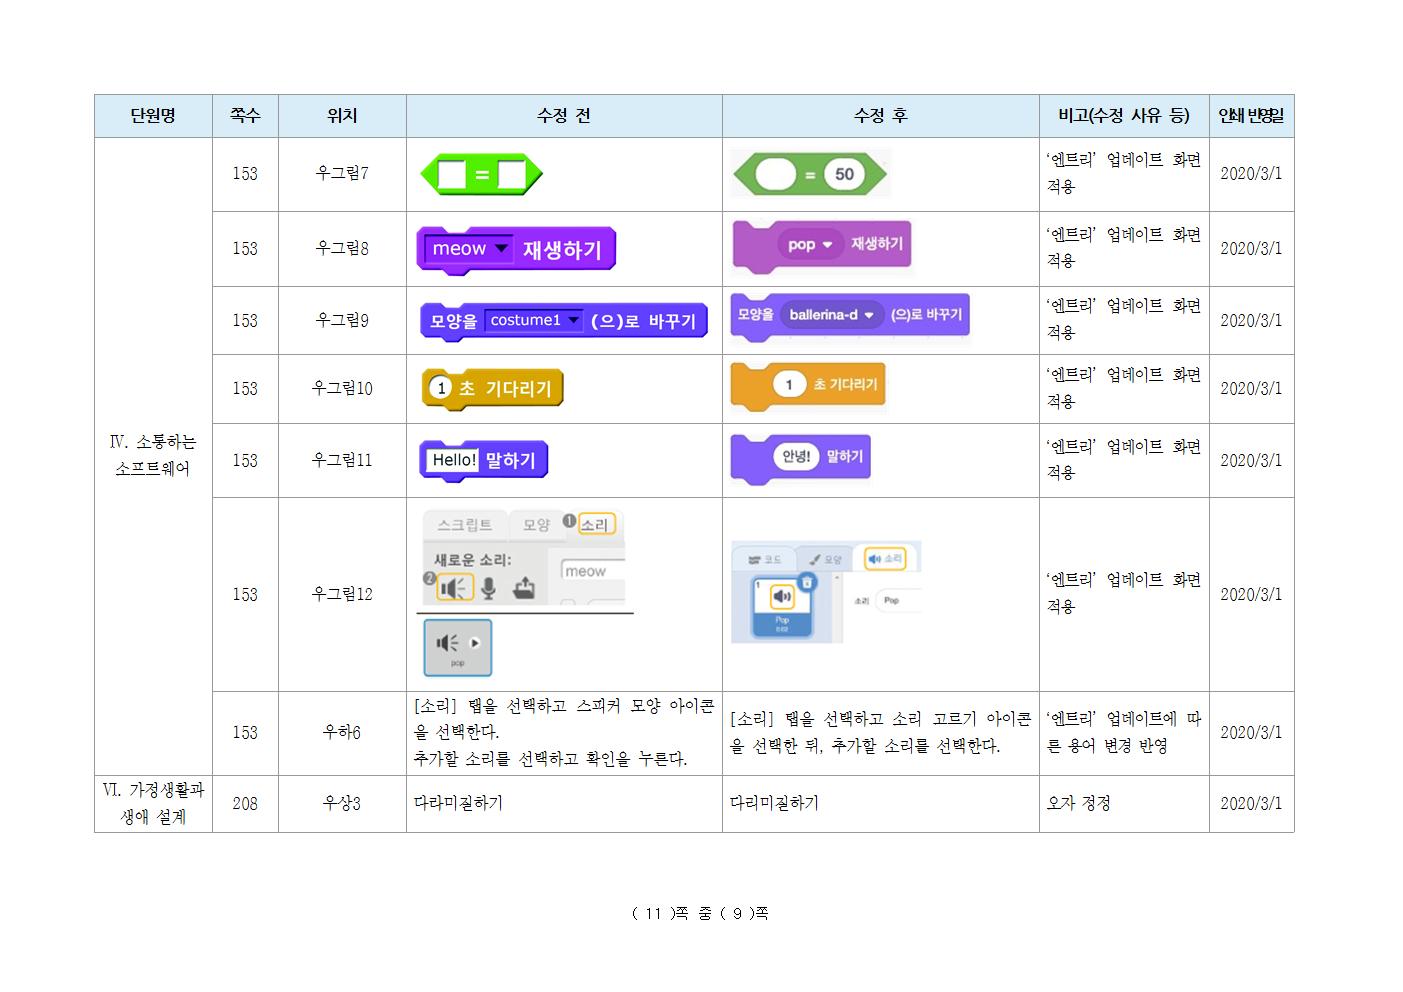 단원명 쪽수 위치 수정 전 수정 후 비고(수정 사유 등) 인쇄 반영일
Ⅳ. 소통하는
소프트웨어
153 우그림7 = = 50 '엔트리' 업데이트 화면
적용 2020/3/1
153 우그림8 meow 재생하기 pop 재생하기 '엔트리' 업데이트 화면
적용 2020/3/1
153 우그림9 모양을 costume1 (으)로 바꾸기 모양을 ballerina-d (으)로 바꾸기 '엔트리' 업데이트 화면
적용 2020/3/1
153 우그림10 1 초 기다리기 1 초 기다리기 '엔트리' 업데이트 화면
적용 2020/3/1
153 우그림11 Hello! 말하기 안녕! 말하기 '엔트리' 업데이트 화면
적용 2020/3/1
153 우그림12
스크립트 모양 1 소리
새로운 소리:
2
meow
pop
코드 모양 소리
1
소리 Pop
Pop
'엔트리' 업데이트 화면
적용
2020/3/1
153 우하6
[소리] 탭을 선택하고 스피커 모양 아이콘
을 선택한다.
추가할 소리를 선택하고 확인을 누른다.
[소리] 탭을 선택하고 소리 고르기 아이콘
을 선택한 뒤, 추가할 소리를 선택한다.
'엔트리' 업데이트에 따
른 용어 변경 반영
2020/3/1
Ⅵ. 가정생활과
생애 설계
208 우상3 다라미질하기 다리미질하기 오자 정정 2020/3/1
( 11 )쪽 중 ( 9 )쪽